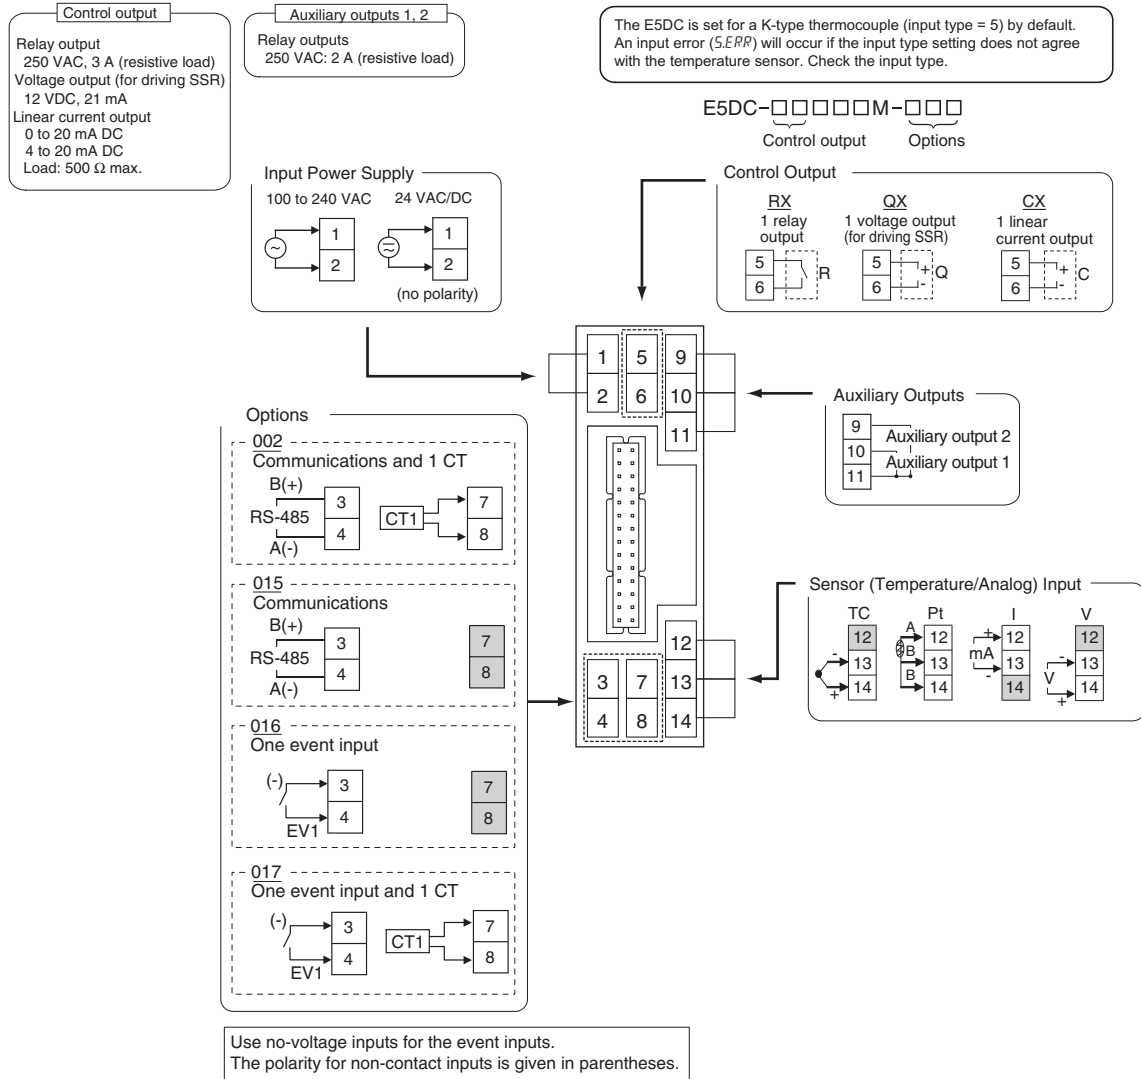 Control output
Relay output
250 VAC, 3 A (resistive load)
Voltage output (for driving SSR)
12 VDC, 21 mA
Linear current output
0 to 20 mA DC
4 to 20 mA DC
Load: 500 Ω max.
Auxiliary outputs 1, 2
Relay outputs
250 VAC: 2 A (resistive load)
The E5DC is set for a K-type thermocouple (input type = 5) by default.
An input error (S.ERR) will occur if the input type setting does not agree
with the temperature sensor. Check the input type.
E5DC-□□□□□M-□□□
Control output
Options
Input Power Supply
100 to 240 VAC
24 VAC/DC
1
2
1
2
(no polarity)
Control Output
RX
1 relay
output
5
6
R
QX
1 voltage output
(for driving SSR)
5
6
+
-
Q
CX
1 linear
current output
5
6
+
-
C
1
5
9
2
6
10
11
12
3
7
13
4
8
14
Auxiliary Outputs
9
10
11
Auxiliary output 2
Auxiliary output 1
Sensor (Temperature/Analog) Input
TC
12
- 13
+ 14
Pt
A 12
B 13
B 14
I
+ 12
mA
- 13
14
V
12
- 13
V
+ 14
Options
002
Communications and 1 CT
B(+)
RS-485
A(-)
3
4
CT1
7
8
015
Communications
B(+)
RS-485
A(-)
3
4
7
8
016
One event input
(-)
EV1
3
4
7
8
017
One event input and 1 CT
(-)
EV1
3
4
CT1
7
8
Use no-voltage inputs for the event inputs.
The polarity for non-contact inputs is given in parentheses.